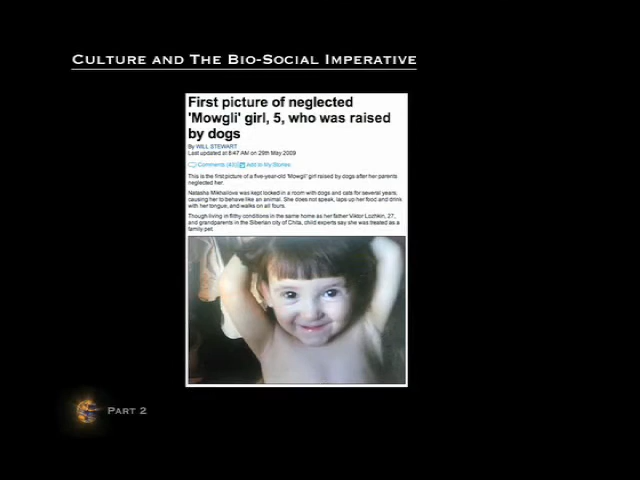 CULTURE AND THE BIO-SOCIAL IMPERATIVE
First picture of neglected
'Mowgli' girl, 5, who was raised
by dogs
By WILL STEWART
Last updated at 8:47 AM on 29th May 2009
Comments (40) Add to My Stories
This is the first picture of a five-year-old 'Mowgli' girl raised by dogs after her parents
neglected her.
Natasha Mikhailova was kept locked in a room with dogs and cats for several years,
causing her to behave like an animal. She does not speak, laps up her food and drink
with her tongue, and walks on all fours.
Though living in filthy conditions in the same home as her father Viktor Lozhkin, 27,
and grandparents in the Siberian city of Chita, child experts say she was treated as a
family pet.
PART 2